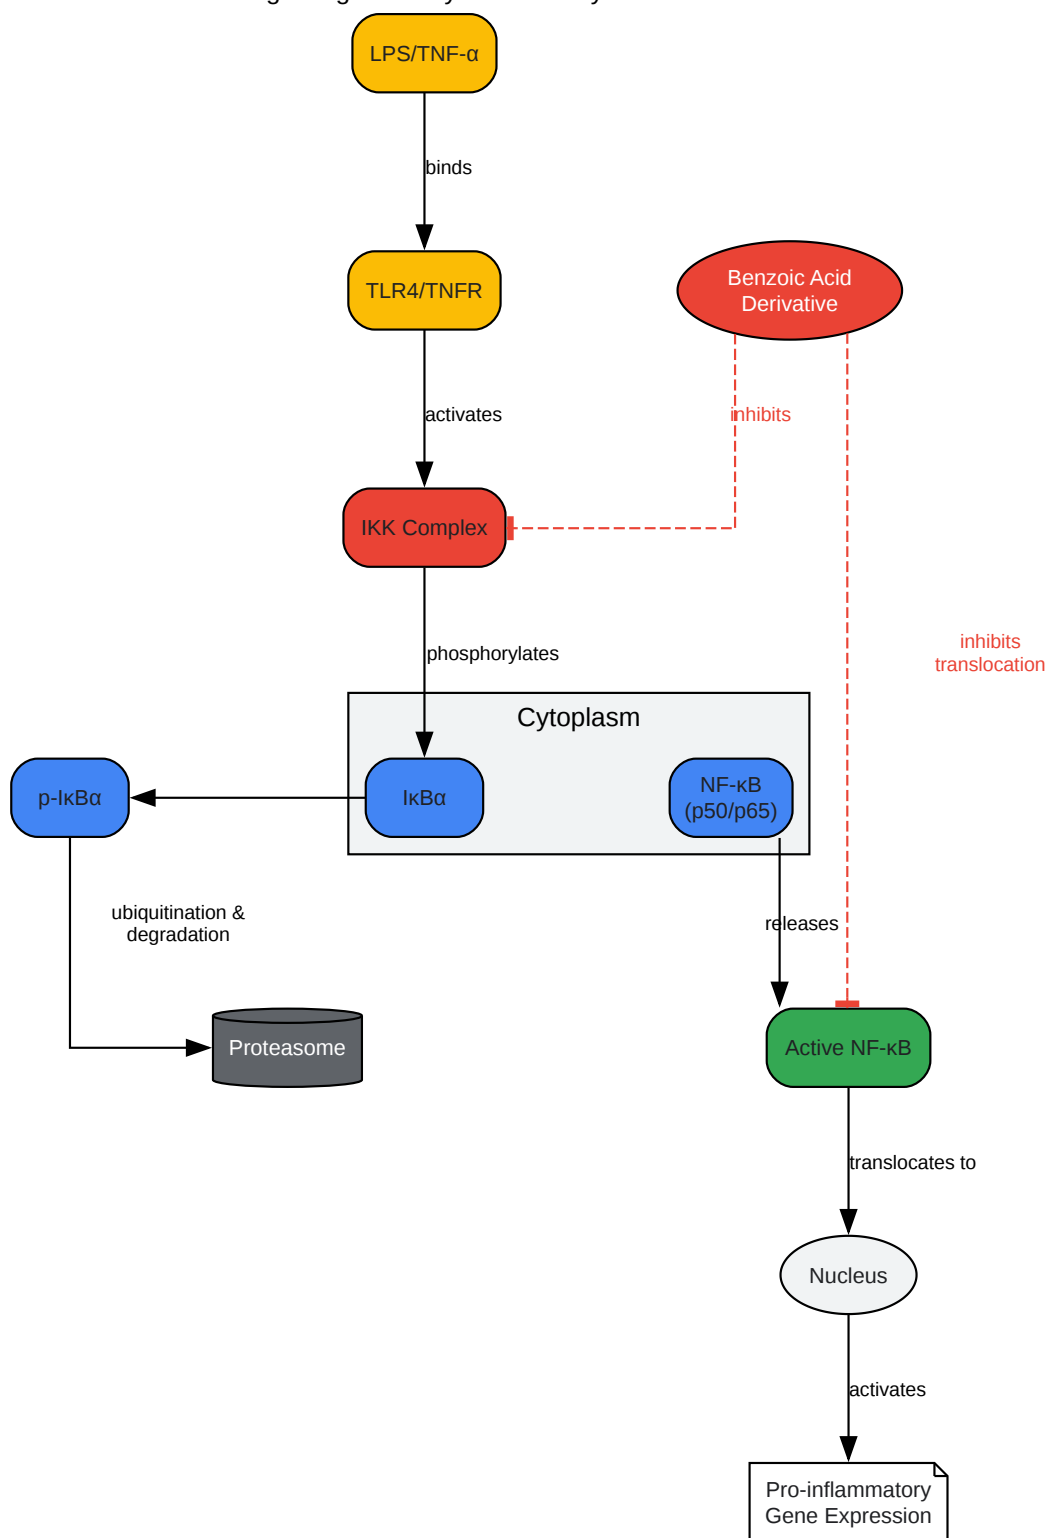 LPS/TNF-α
binds
TLR4/TNFR
Benzoic Acid
Derivative
activates
inhibits
IKK Complex
phosphorylates
inhibits
translocation
Cytoplasm
p-IκBα
IκBα
NF-κB
(p50/p65)
ubiquitination &
degradation
releases
Proteasome
Active NF-κB
translocates to
Nucleus
activates
Pro-inflammatory
Gene Expression